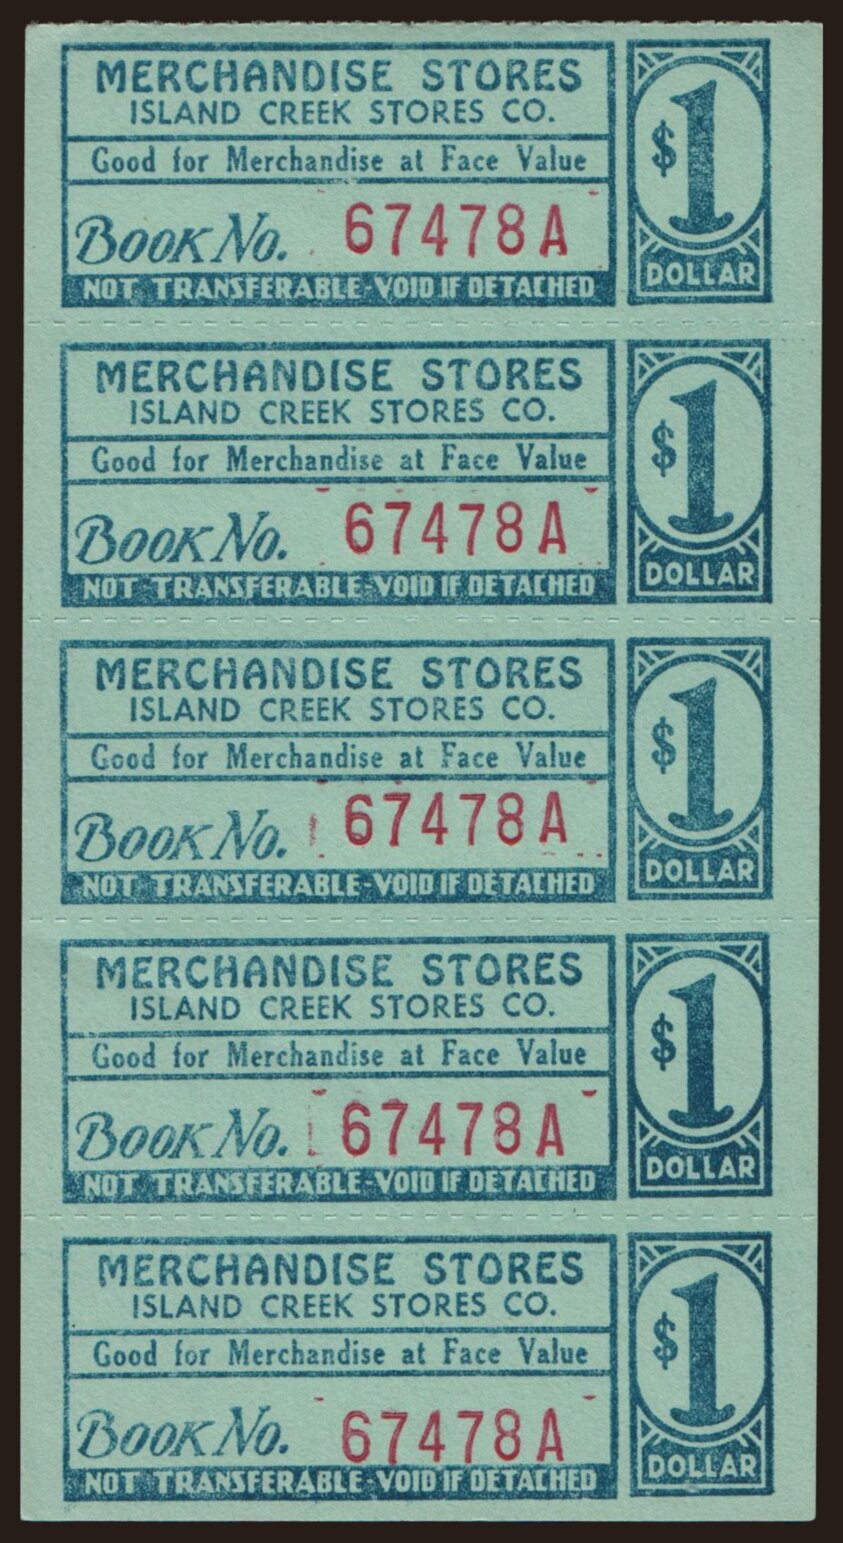 MERCHANDISE STORES
ISLAND CREEK STORES CO.
Good for Merchandise at Face Value
Book No. 67478A
NOT TRANSFERABLE-VOID IF DETACHED
$1
DOLLAR
MERCHANDISE STORES
ISLAND CREEK STORES CO.
Good for Merchandise at Face Value
Book No. 67478A
NOT TRANSFERABLE-VOID IF DETACHED
$1
DOLLAR
MERCHANDISE STORES
ISLAND CREEK STORES CO.
Good for Merchandise at Face Value
Book No. 67478A
NOT TRANSFERABLE-VOID IF DETACHED
$1
DOLLAR
MERCHANDISE STORES
ISLAND CREEK STORES CO.
Good for Merchandise at Face Value
Book No. 67478A
NOT TRANSFERABLE-VOID IF DETACHED
$1
DOLLAR
MERCHANDISE STORES
ISLAND CREEK STORES CO.
Good for Merchandise at Face Value
Book No. 67478A
NOT TRANSFERABLE-VOID IF DETACHED
$1
DOLLAR